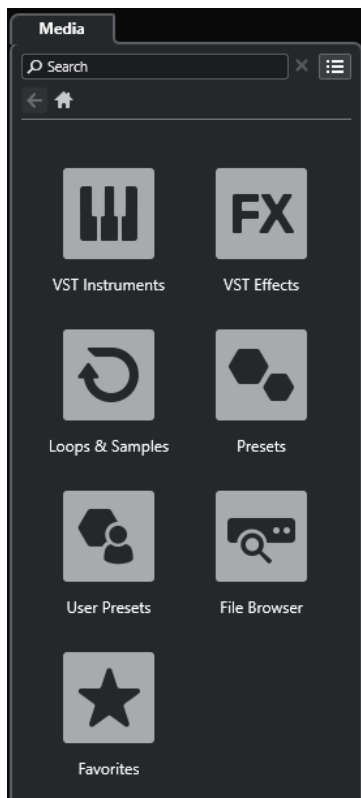 Media
Search
VST Instruments
FX
VST Effects
Loops & Samples
Presets
User Presets
File Browser
Favorites